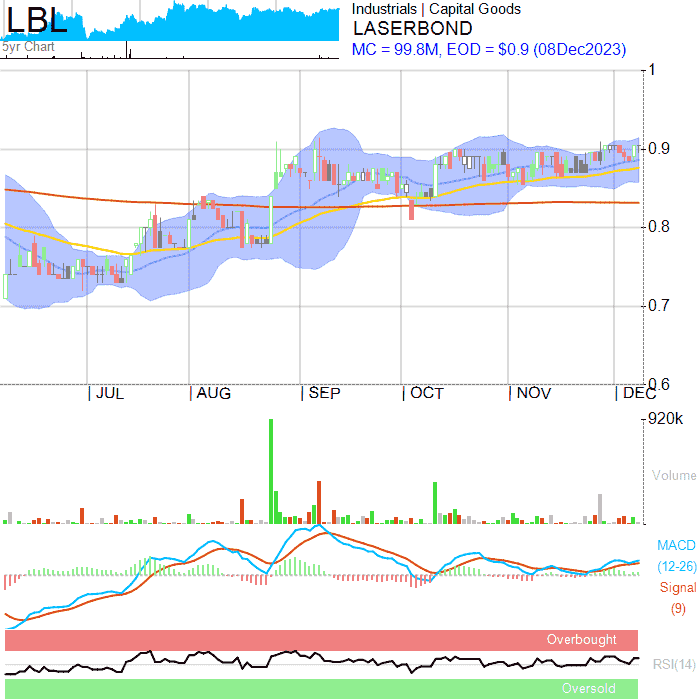 LBL
5yr Chart
Industrials | Capital Goods
LASERBOND
MC = 99.8M, EOD = $0.9 (08Dec2023)
1
0.9
0.8
0.7
0.6
| JUL | AUG | SEP | OCT | NOV | DEC
920k
Volume
MACD
(12-26)
Signal
(9)
Overbought
RSI(14)
Oversold